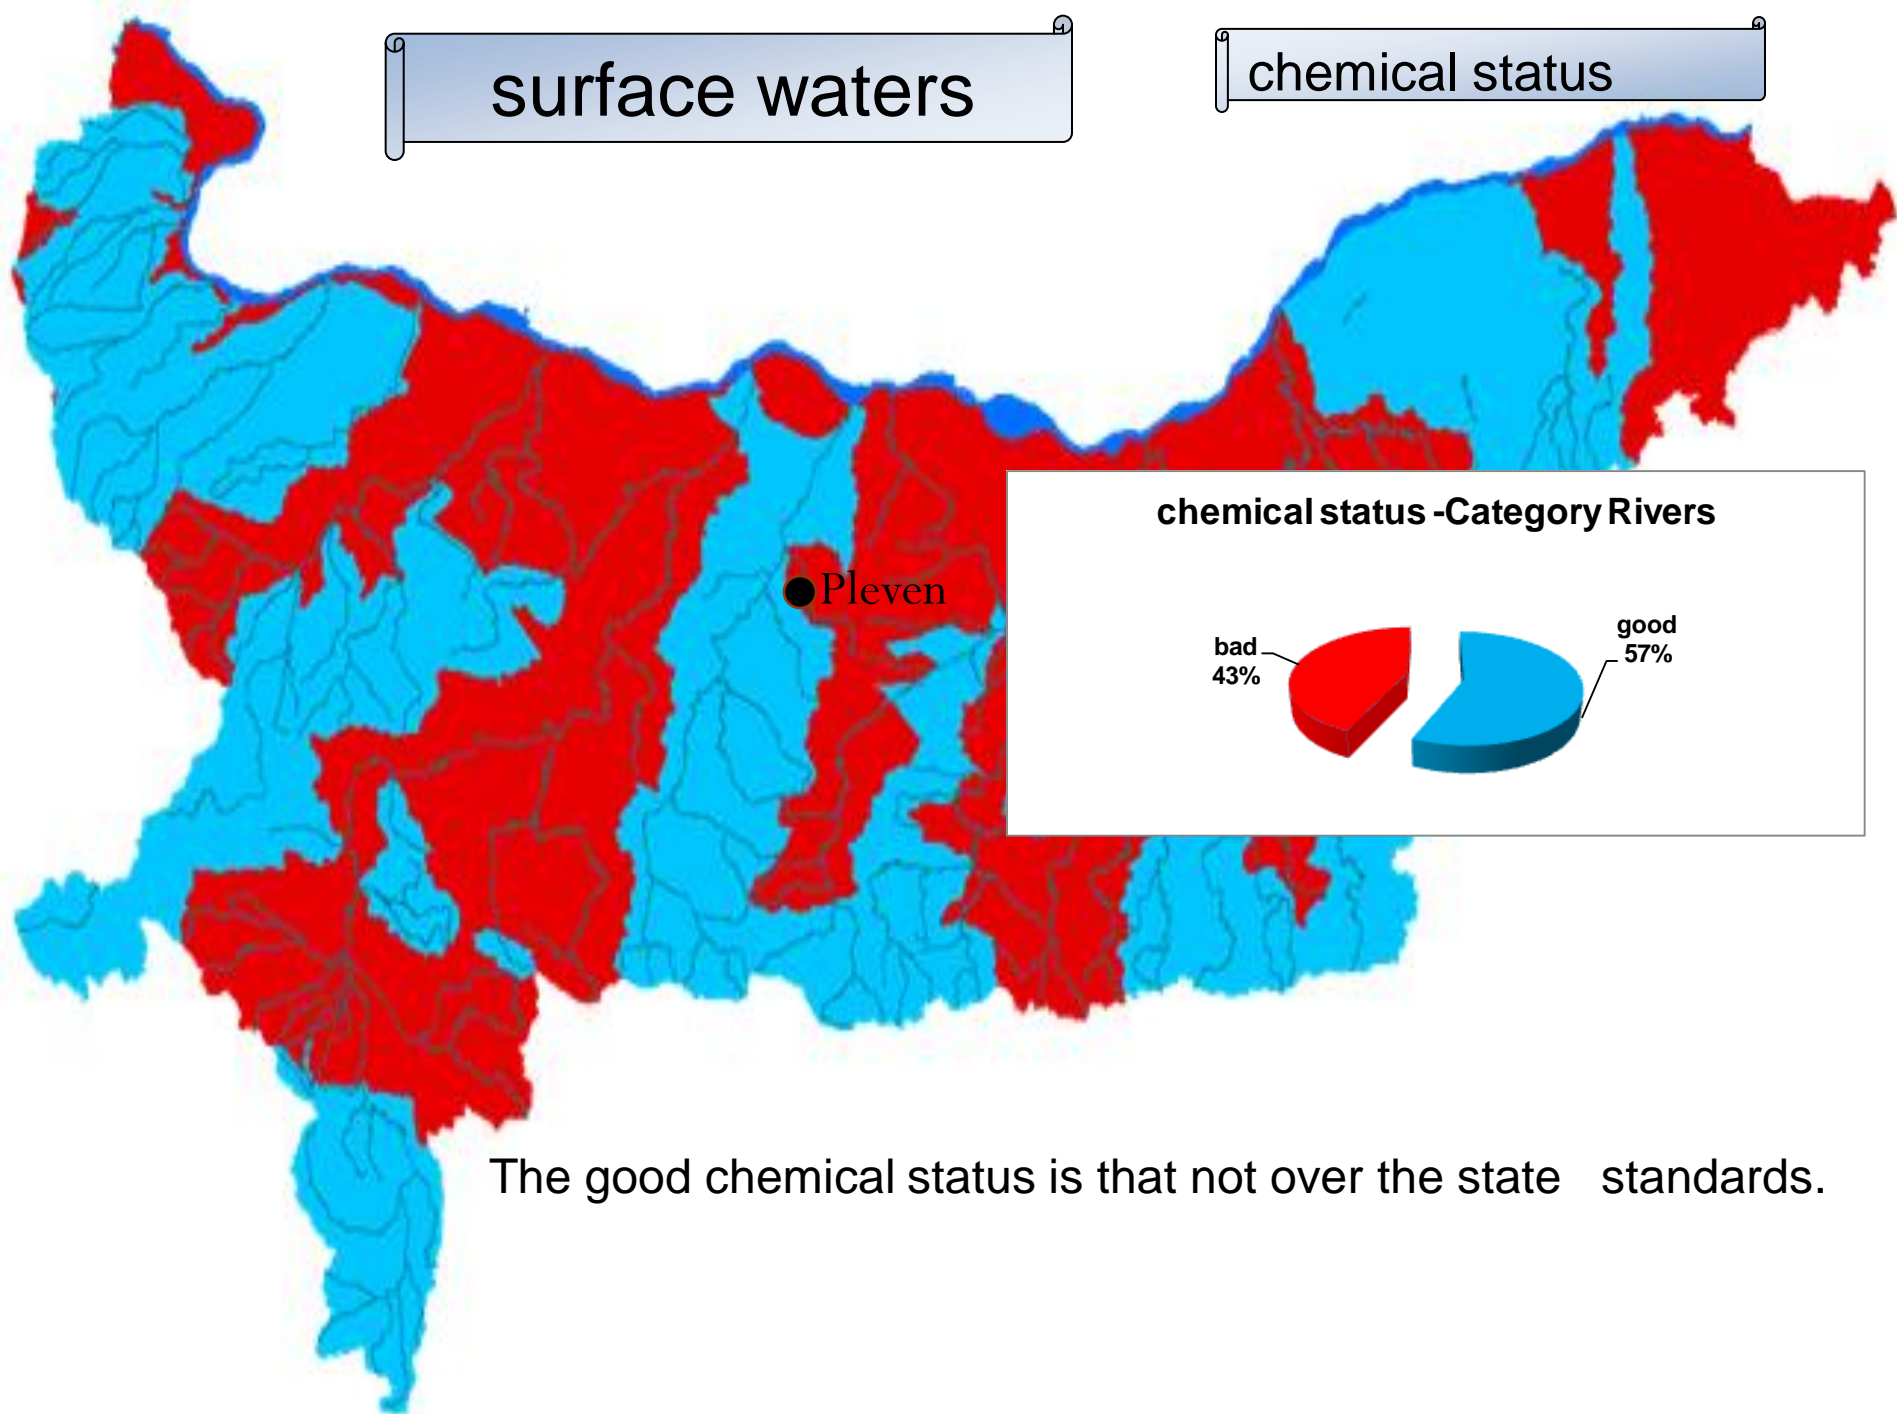 surface waters
chemical status
chemical status -Category Rivers
bad
43%
good
57%
Pleven
The good chemical status is that not over the state   standards.